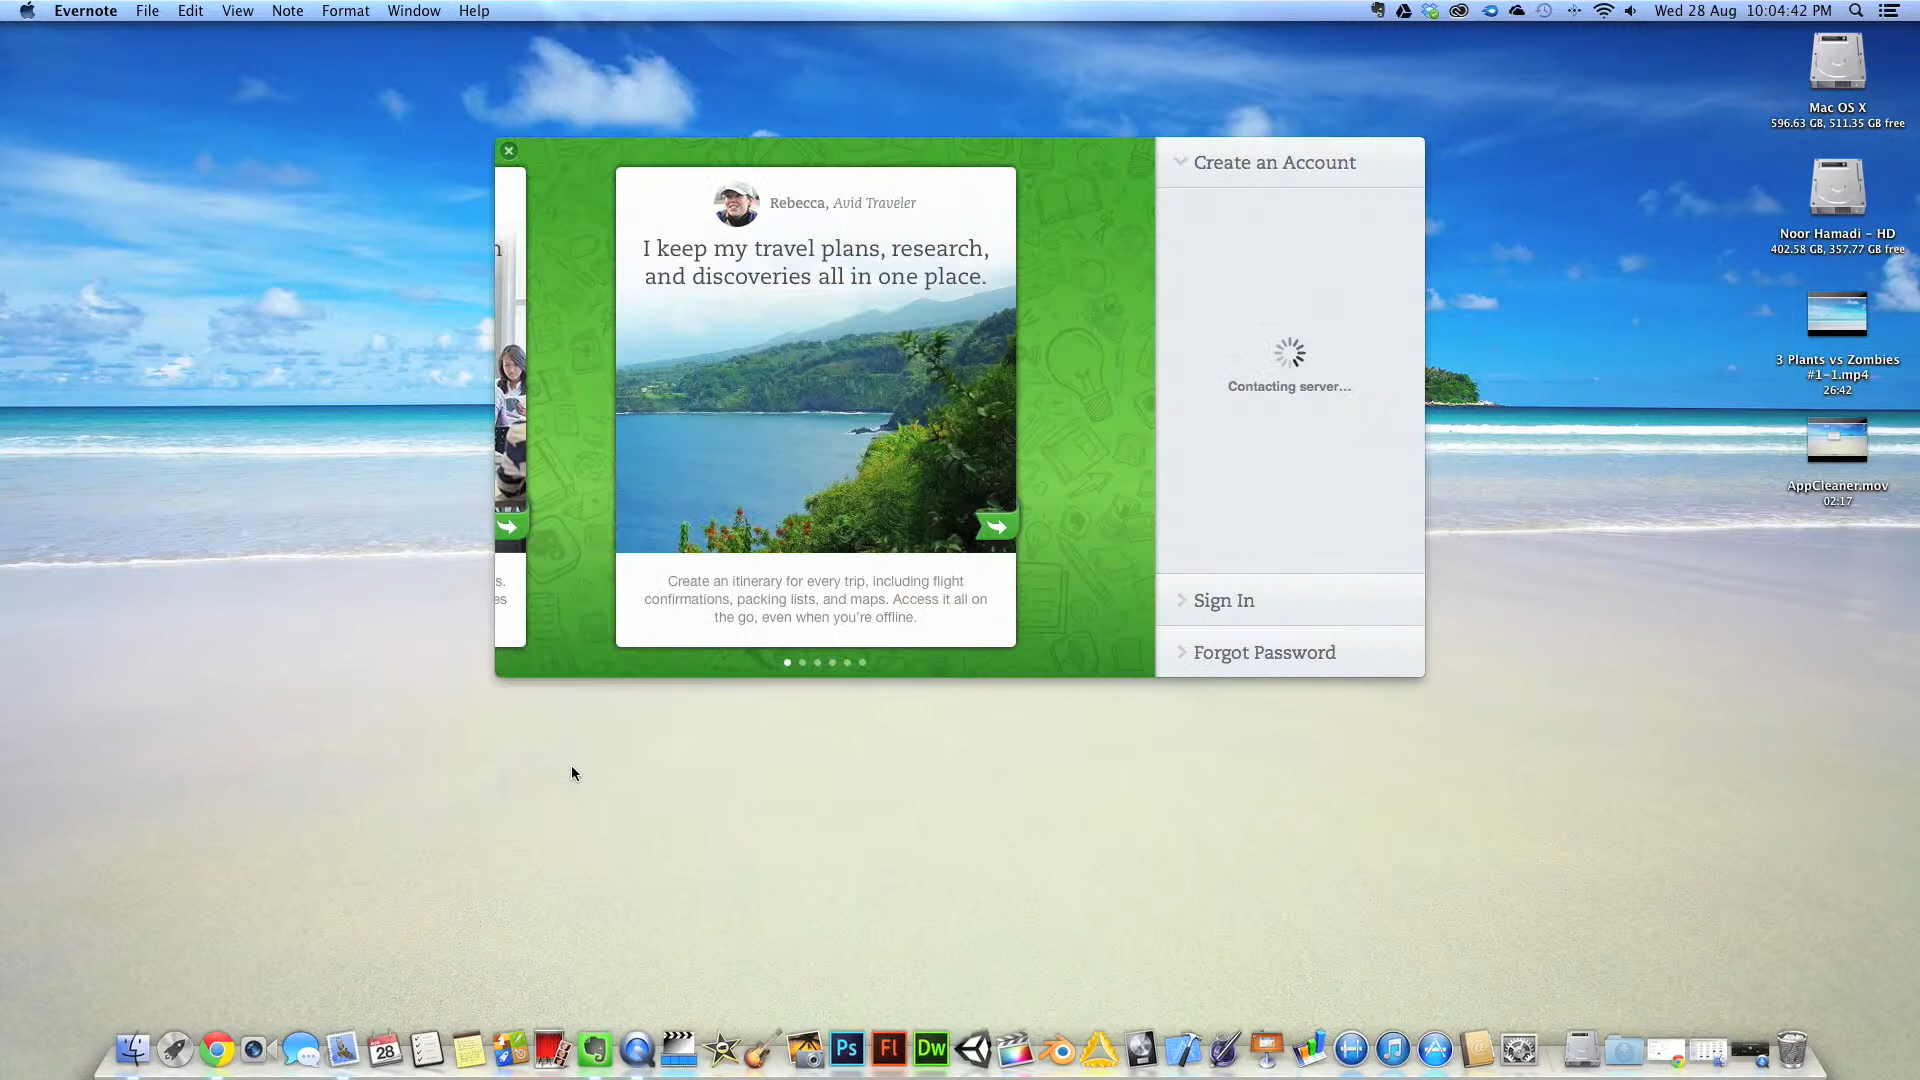 Evernote File Edit View Note Format Window Help
Wed 28 Aug 10:04:42 PM
Mac OS X
596.63 GB, 511.35 GB free
Noor Hamadi - HD
402.58 GB, 357.77 GB free
3 Plants vs Zombies
#1-1.mp4
26:42
AppCleaner.mov
02:17
Rebecca, Avid Traveler
I keep my travel plans, research,
and discoveries all in one place.
Create an itinerary for every trip, including flight
confirmations, packing lists, and maps. Access it all on
the go, even when you're offline.
s.
es
Create an Account
Contacting server...
Sign In
Forgot Password
28
Ps
Fl
Dw